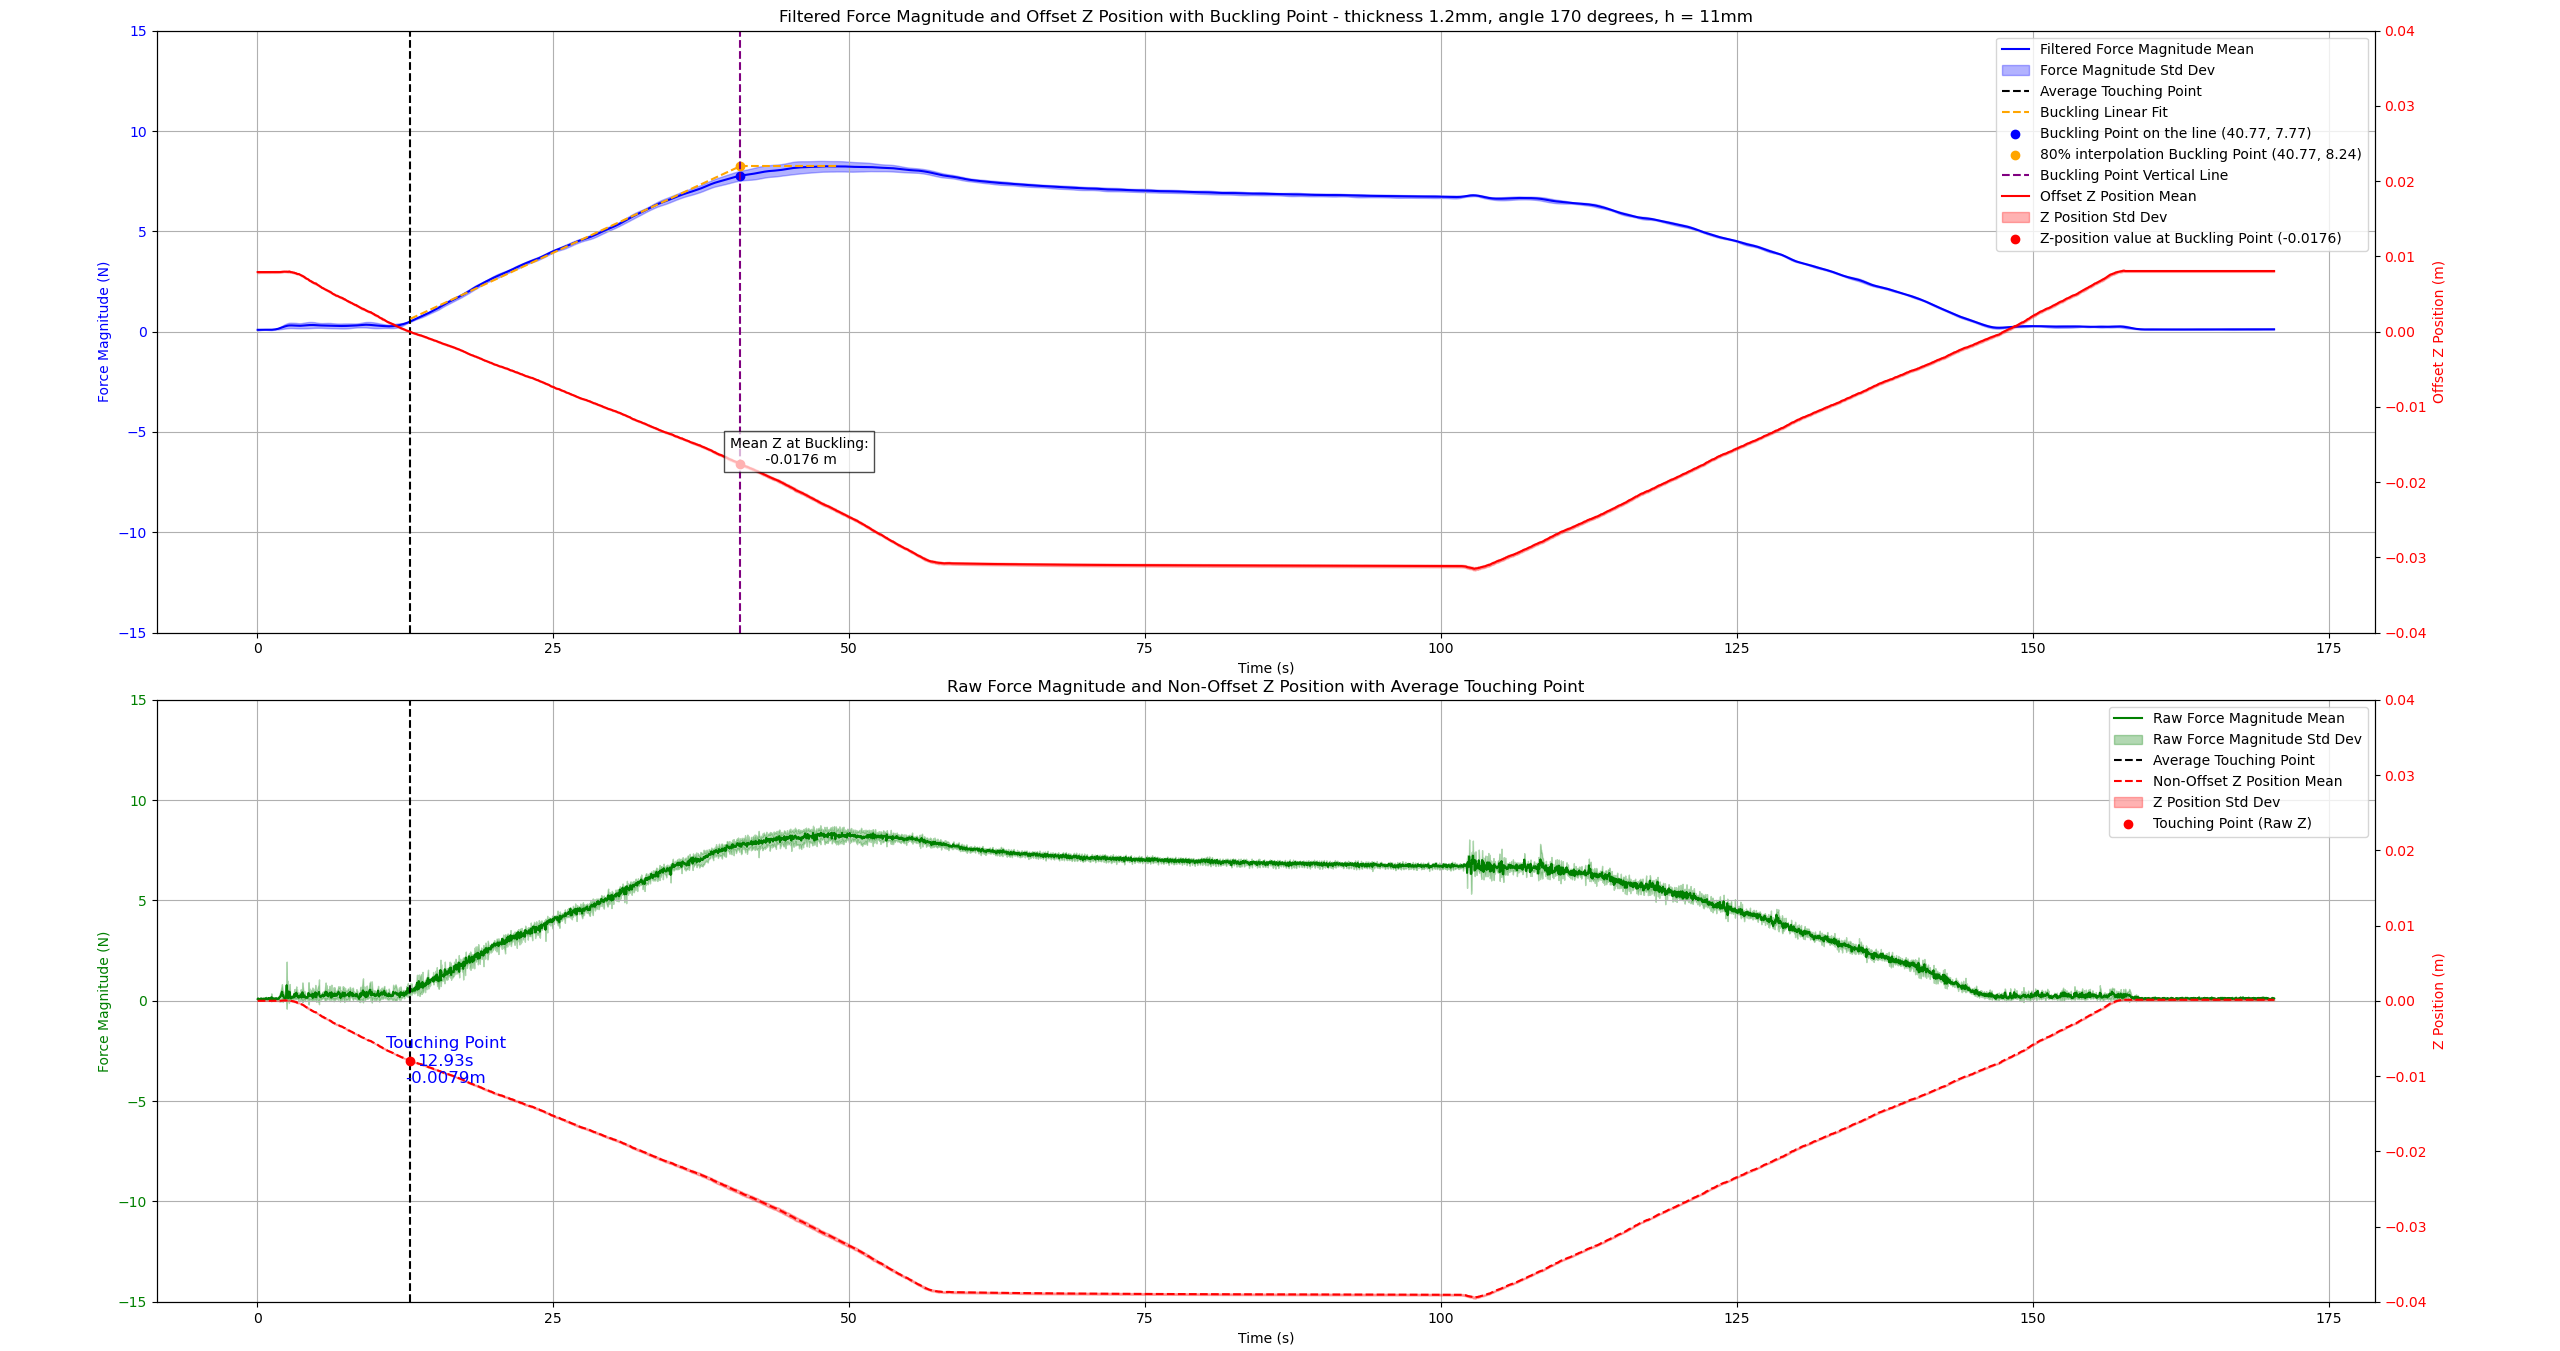 Filtered Force Magnitude and Offset Z Position with Buckling Point - thickness 1.2mm, angle 170 degrees, h = 11mm
15
10
5
0
−5
−10
−15
Force Magnitude (N)
0.04
0.03
0.02
0.01
0.00
−0.01
−0.02
−0.03
−0.04
Offset Z Position (m)
Filtered Force Magnitude Mean
Force Magnitude Std Dev
Average Touching Point
Buckling Linear Fit
Buckling Point on the line (40.77, 7.77)
80% interpolation Buckling Point (40.77, 8.24)
Buckling Point Vertical Line
Offset Z Position Mean
Z Position Std Dev
Z-position value at Buckling Point (-0.0176)
Mean Z at Buckling:
-0.0176 m
0 25 50 75 100 125 150 175
Time (s)
Raw Force Magnitude and Non-Offset Z Position with Average Touching Point
15
10
5
0
−5
−10
−15
Force Magnitude (N)
0.04
0.03
0.02
0.01
0.00
−0.01
−0.02
−0.03
−0.04
Z Position (m)
Raw Force Magnitude Mean
Raw Force Magnitude Std Dev
Average Touching Point
Non-Offset Z Position Mean
Z Position Std Dev
Touching Point (Raw Z)
Touching Point
12.93s
-0.0079m
0 25 50 75 100 125 150 175
Time (s)